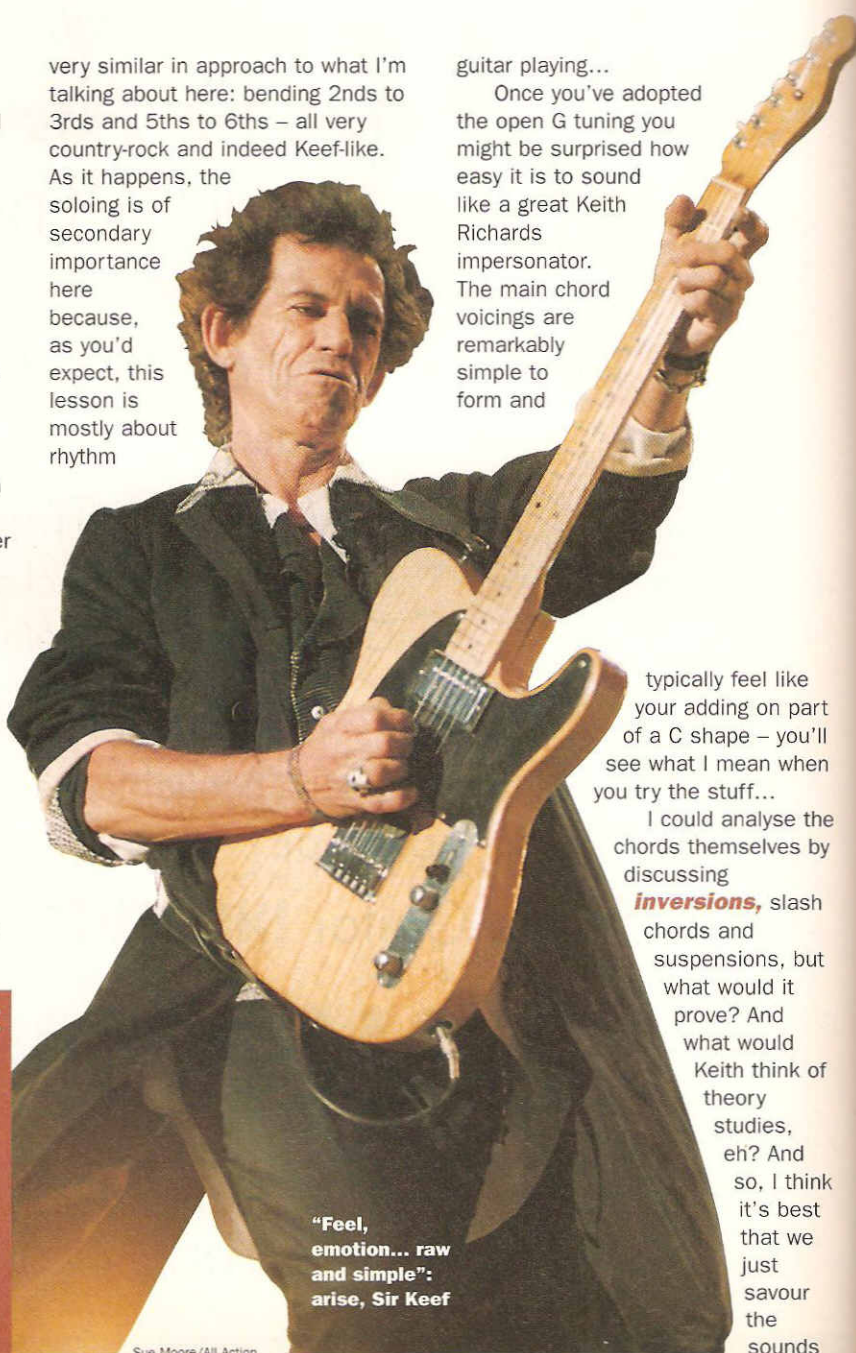 very similar in approach to what I'm
talking about here: bending 2nds to
3rds and 5ths to 6ths – all very
country-rock and indeed Keef-like.
As it happens, the
soloing is of
secondary
importance
here
because,
as you'd
expect, this
lesson is
mostly about
rhythm
er
guitar playing...
Once you've adopted
the open G tuning you
might be surprised how
easy it is to sound
like a great Keith
Richards
impersonator.
The main chord
voicings are
remarkably
simple to
form and
typically feel like
your adding on part
of a C shape – you'll
see what I mean when
you try the stuff...
I could analyse the
chords themselves by
discussing
inversions, slash
chords and
suspensions, but
what would it
prove? And
what would
Keith think of
theory
studies,
eh? And
so, I think
it's best
that we
just
savour
the
sounds
"Feel,
emotion... raw
and simple":
arise, Sir Keef
Sue Moore/All Action